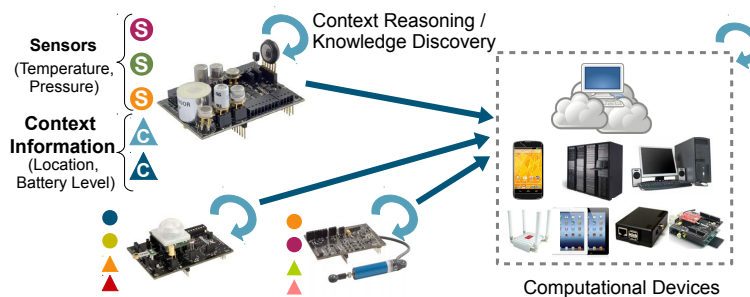 Context Reasoning /
Knowledge Discovery
Sensors
(Temperature,
Pressure)
S
S
S
Context
Information
(Location,
Battery Level)
C
C
Computational Devices